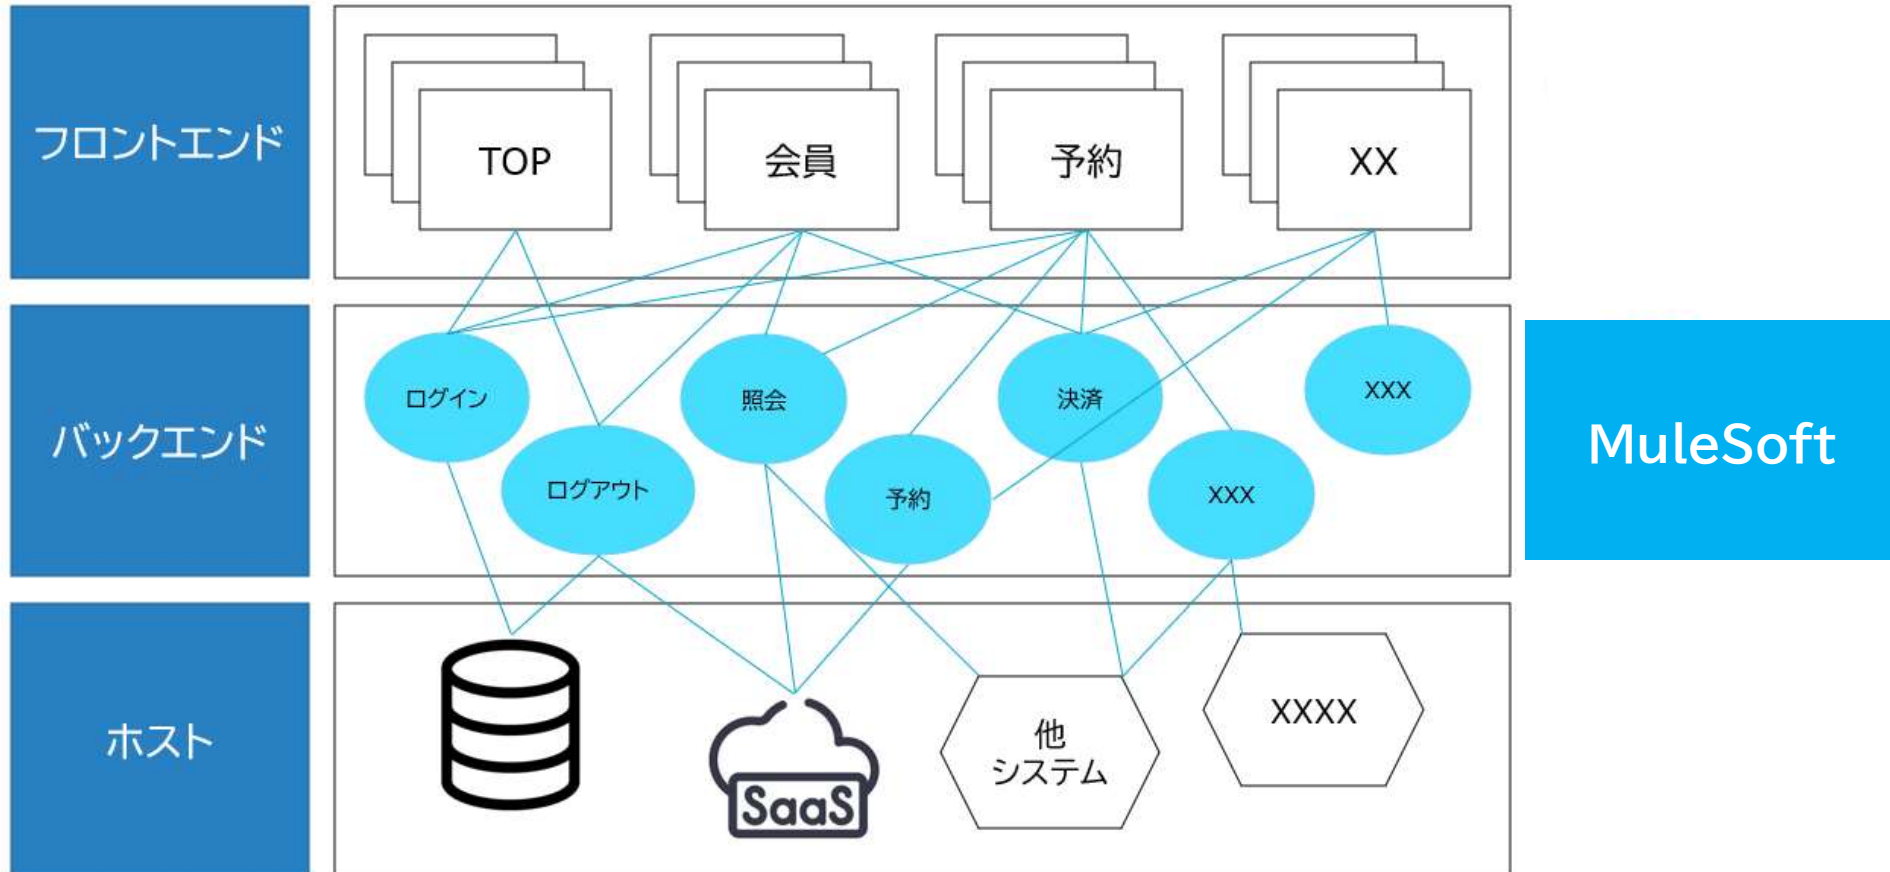 フロントエンド
TOP
会員
予約
XX
バックエンド
ログイン
照会
決済
XXX
ログアウト
予約
XXX
MuleSoft
ホスト
SaaS
他
システム
XXXX